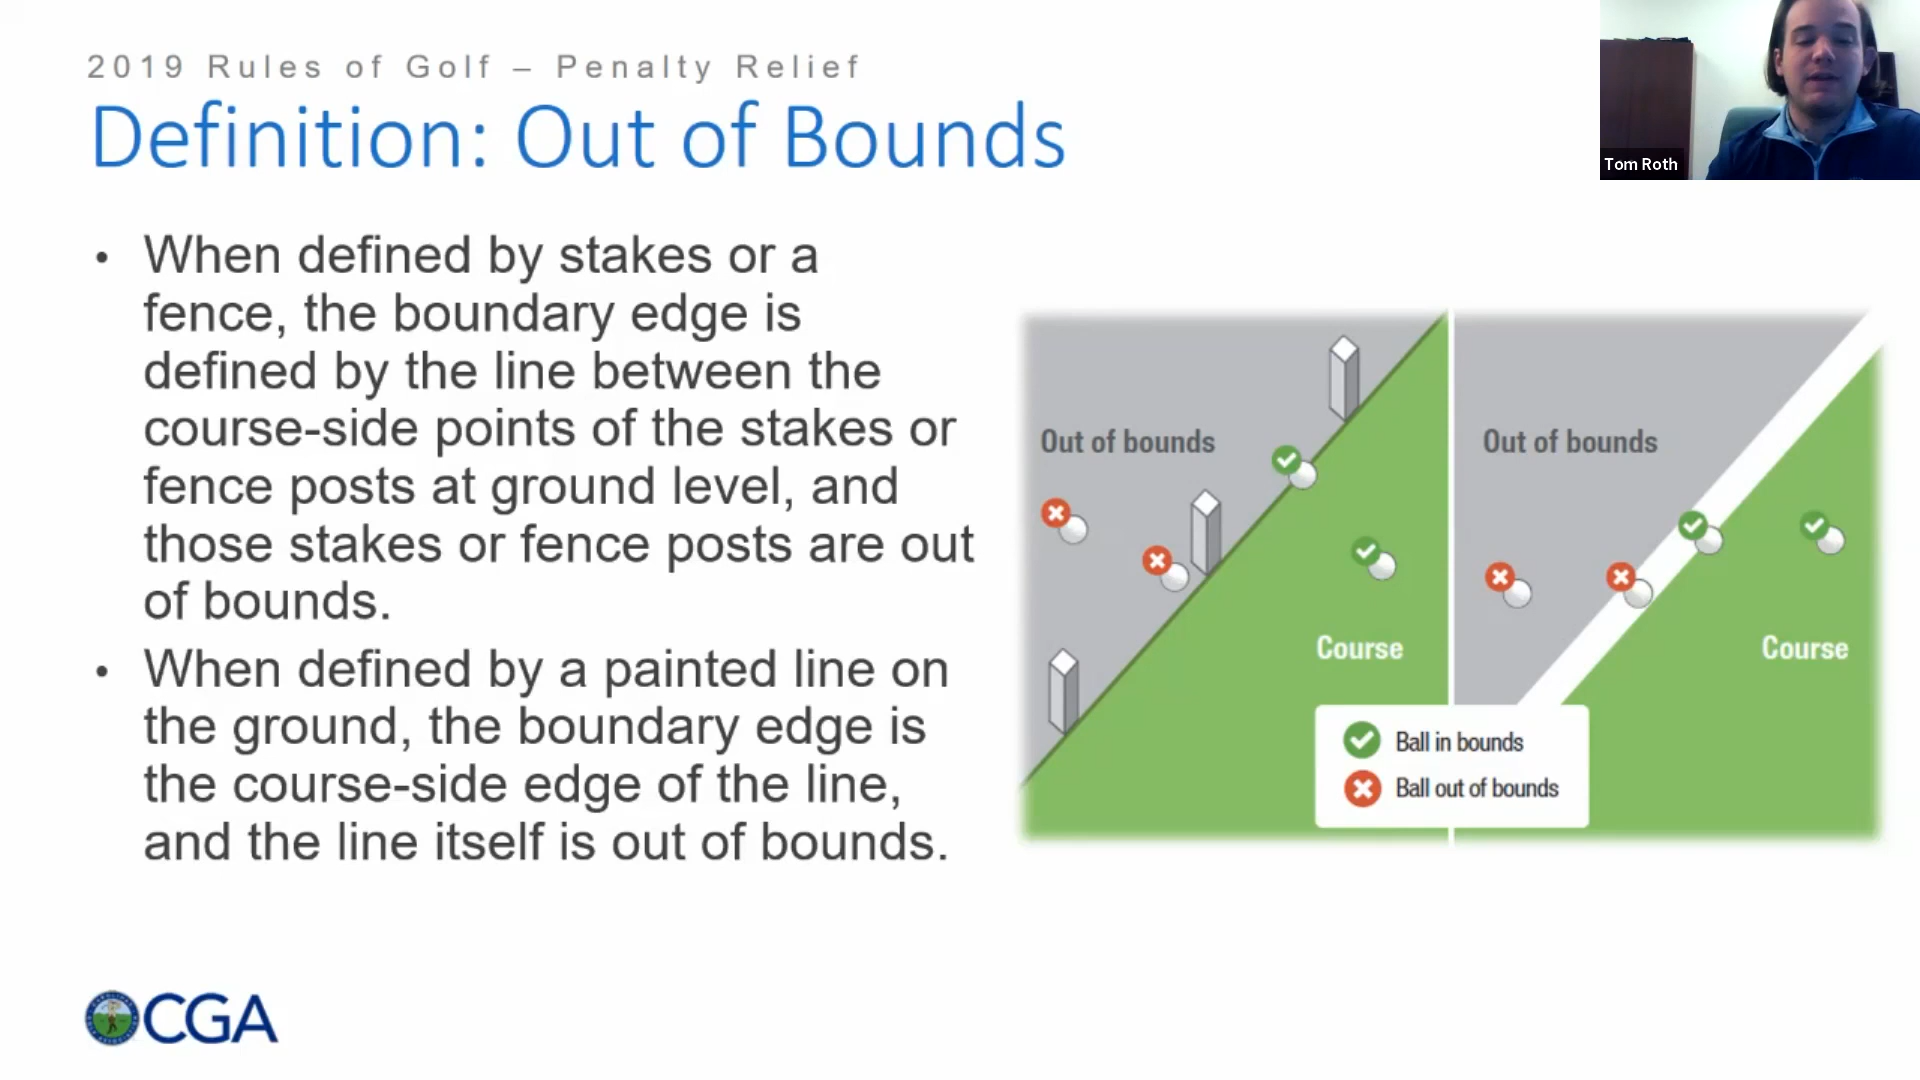 2019 Rules of Golf – Penalty Relief
Definition: Out of Bounds
Tom Roth
• When defined by stakes or a
fence, the boundary edge is
defined by the line between the
course-side points of the stakes or
fence posts at ground level, and
those stakes or fence posts are out
of bounds.
• When defined by a painted line on
the ground, the boundary edge is
the course-side edge of the line,
and the line itself is out of bounds.
Out of bounds
Course
Out of bounds
Course
Ball in bounds
Ball out of bounds
CGA